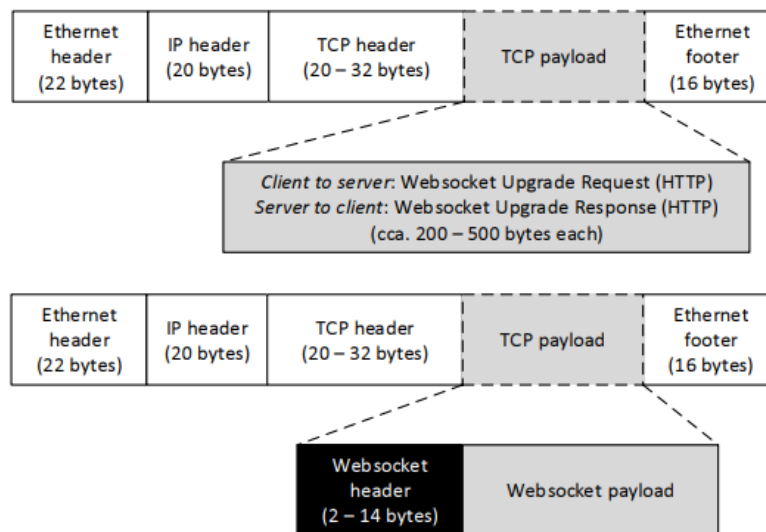 Ethernet
header
(22 bytes)
IP header
(20 bytes)
TCP header
(20 – 32 bytes)
TCP payload
Ethernet
footer
(16 bytes)
Client to server: Websocket Upgrade Request (HTTP)
Server to client: Websocket Upgrade Response (HTTP)
(cca. 200 – 500 bytes each)
Ethernet
header
(22 bytes)
IP header
(20 bytes)
TCP header
(20 – 32 bytes)
TCP payload
Ethernet
footer
(16 bytes)
Websocket
header
(2 – 14 bytes)
Websocket payload